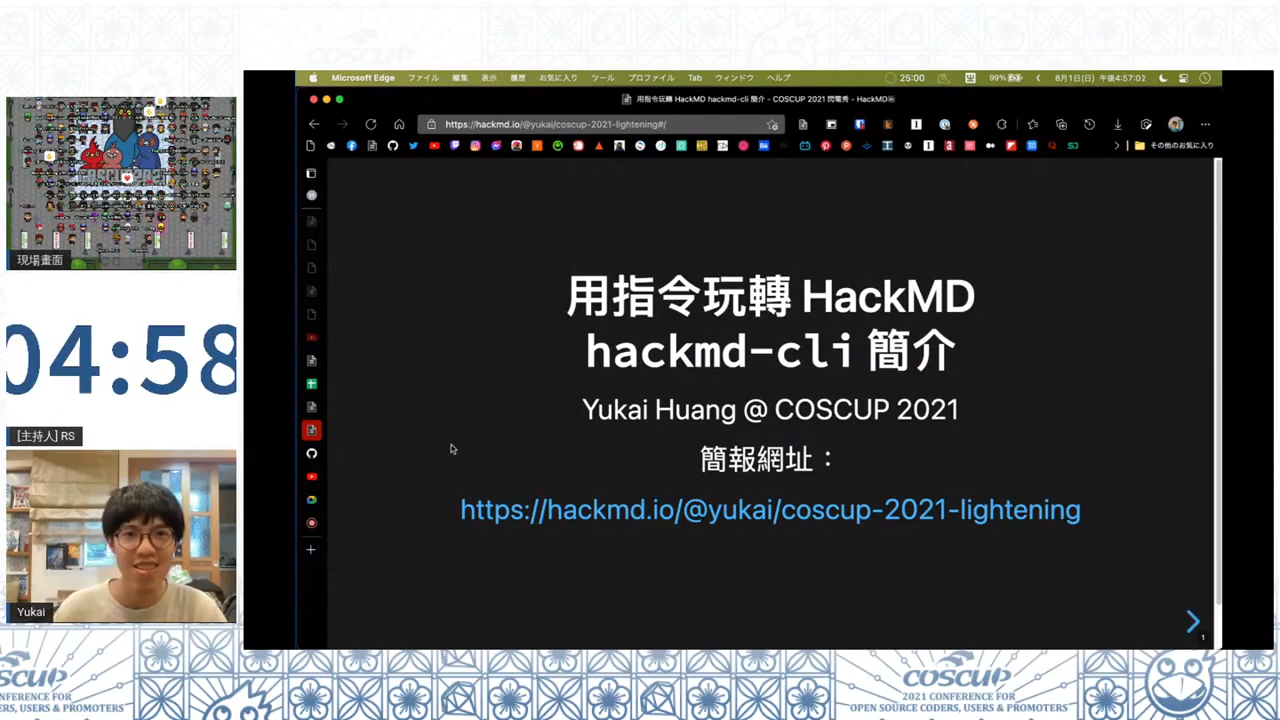 COSCUP
Microsoft Edge ファイル 編集 表示 履歴 お気に入り ツール プロファイル Tab ウィンドウ ヘルプ 25:00 99% 8月1日(日) 午後4:57:02
用指令玩轉 HackMD hackmd-cli 簡介 - COSCUP 2021 閃電秀 - HackMD
https://hackmd.io/@yukai/coscup-2021-lightening#/
その他のお気に入り
現場畫面
04:58
[主持人] RS
Yukai
用指令玩轉 HackMD
hackmd-cli 簡介
Yukai Huang @ COSCUP 2021
簡報網址：
https://hackmd.io/@yukai/coscup-2021-lightening
1
COSCUP
NFERENCE FOR
ERS, USERS & PROMOTERS
COSCUP
2021 CONFERENCE FOR
OPEN SOURCE CODERS, USERS & PROMOTERS